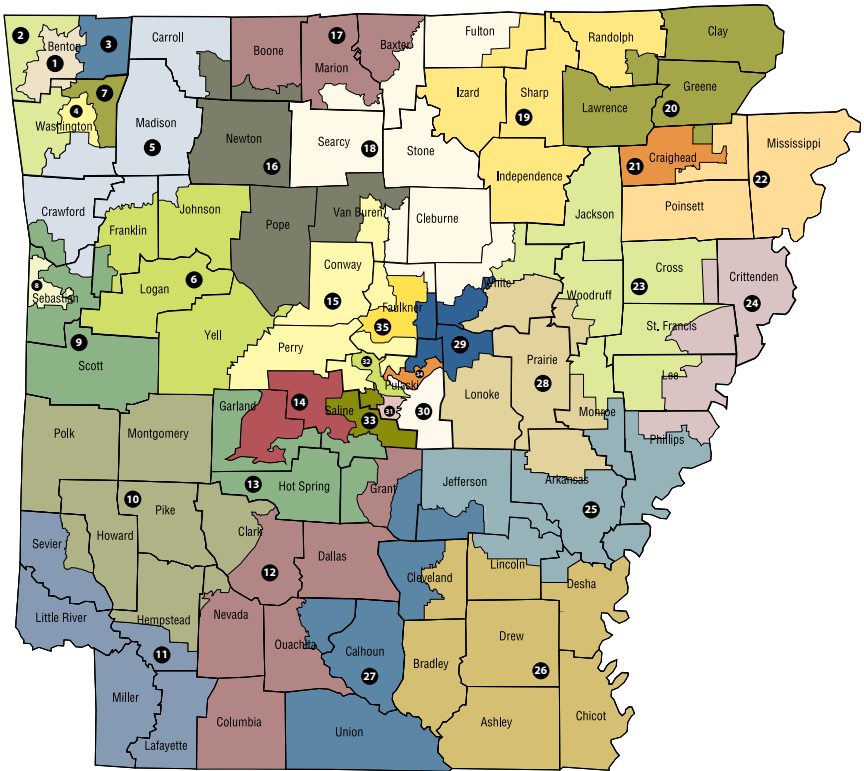 2
Benton
3
Carroll
1
Boone
17
Marion
Baxter
Fulton
Randolph
Clay
7
4
Washington
Madison
5
Izard
Sharp
19
Lawrence
20
Greene
Newton
16
Searcy
18
Stone
Independence
21
Craighead
Mississippi
22
Poinsett
Crawford
Franklin
Johnson
Pope
Van Buren
Cleburne
Jackson
8
Sebastian
Logan
6
Conway
15
Faulkner
35
White
Woodruff
Cross
23
Crittenden
24
9
Scott
Yell
Perry
32
Pulaski
34
29
Prairie
28
St. Francis
Lee
Garland
14
Saline
33
31
30
Lonoke
Monroe
Phillips
Polk
Montgomery
13
Hot Spring
Grant
Jefferson
Arkansas
25
10
Pike
Howard
Sevier
Clark
12
Dallas
Cleveland
Lincoln
Desha
Little River
Hempstead
11
Nevada
Ouachita
Calhoun
27
Bradley
Drew
26
Miller
Lafayette
Columbia
Union
Ashley
Chicot